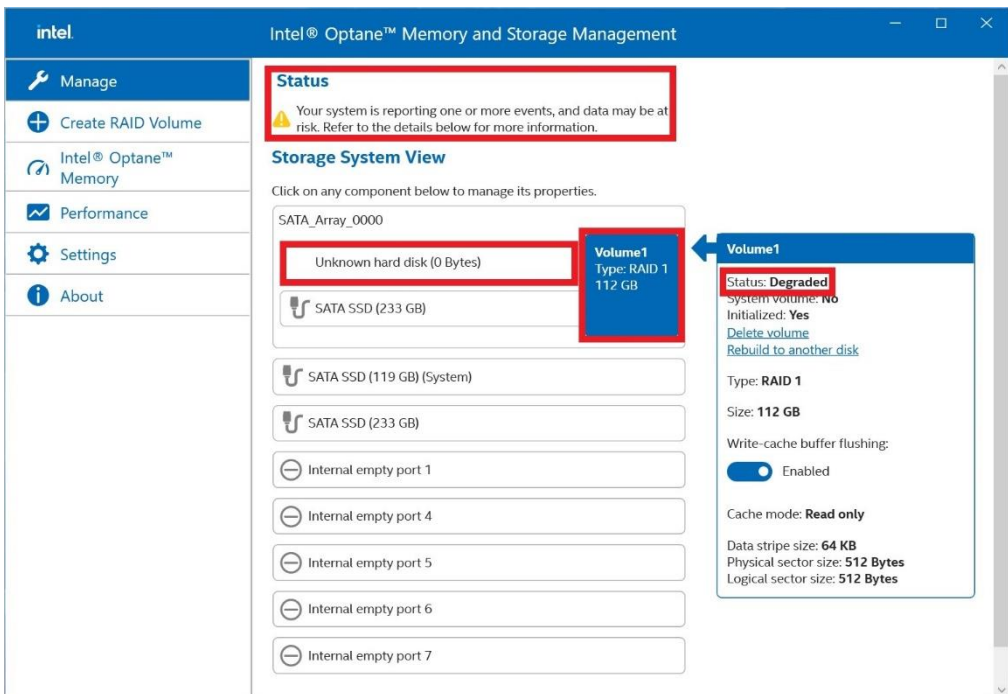 intel.
Intel® Optane™ Memory and Storage Management
Manage
Create RAID Volume
Intel® Optane™
Memory
Performance
Settings
About
Status
Your system is reporting one or more events, and data may be at
risk. Refer to the details below for more information.
Storage System View
Click on any component below to manage its properties.
SATA_Array_0000
Unknown hard disk (0 Bytes)
SATA SSD (233 GB)
Volume1
Type: RAID 1
112 GB
SATA SSD (119 GB) (System)
SATA SSD (233 GB)
Internal empty port 1
Internal empty port 4
Internal empty port 5
Internal empty port 6
Internal empty port 7
Volume1
Status: Degraded
System volume: No
Initialized: Yes
Delete volume
Rebuild to another disk
Type: RAID 1
Size: 112 GB
Write-cache buffer flushing:
Enabled
Cache mode: Read only
Data stripe size: 64 KB
Physical sector size: 512 Bytes
Logical sector size: 512 Bytes